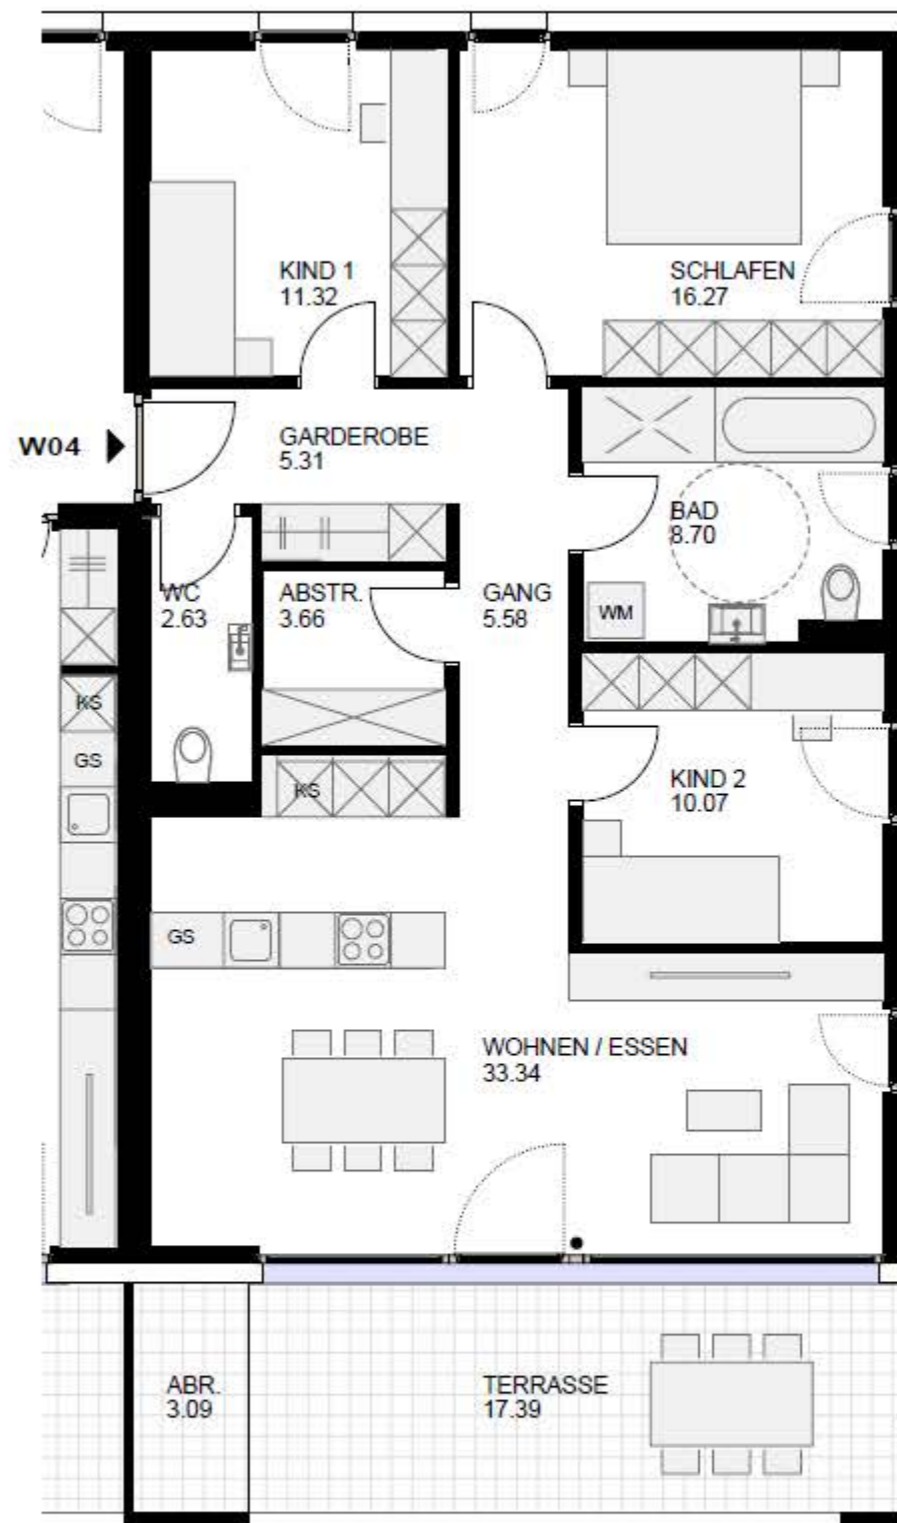 KIND 1
11.32
SCHLAFEN
16.27
W04
GARDEROBE
5.31
BAD
8.70
WC
2.63
ABSTR.
3.66
GANG
5.58
WM
KS
GS
KS
KIND 2
10.07
GS
WOHNEN / ESSEN
33.34
ABR.
3.09
TERRASSE
17.39